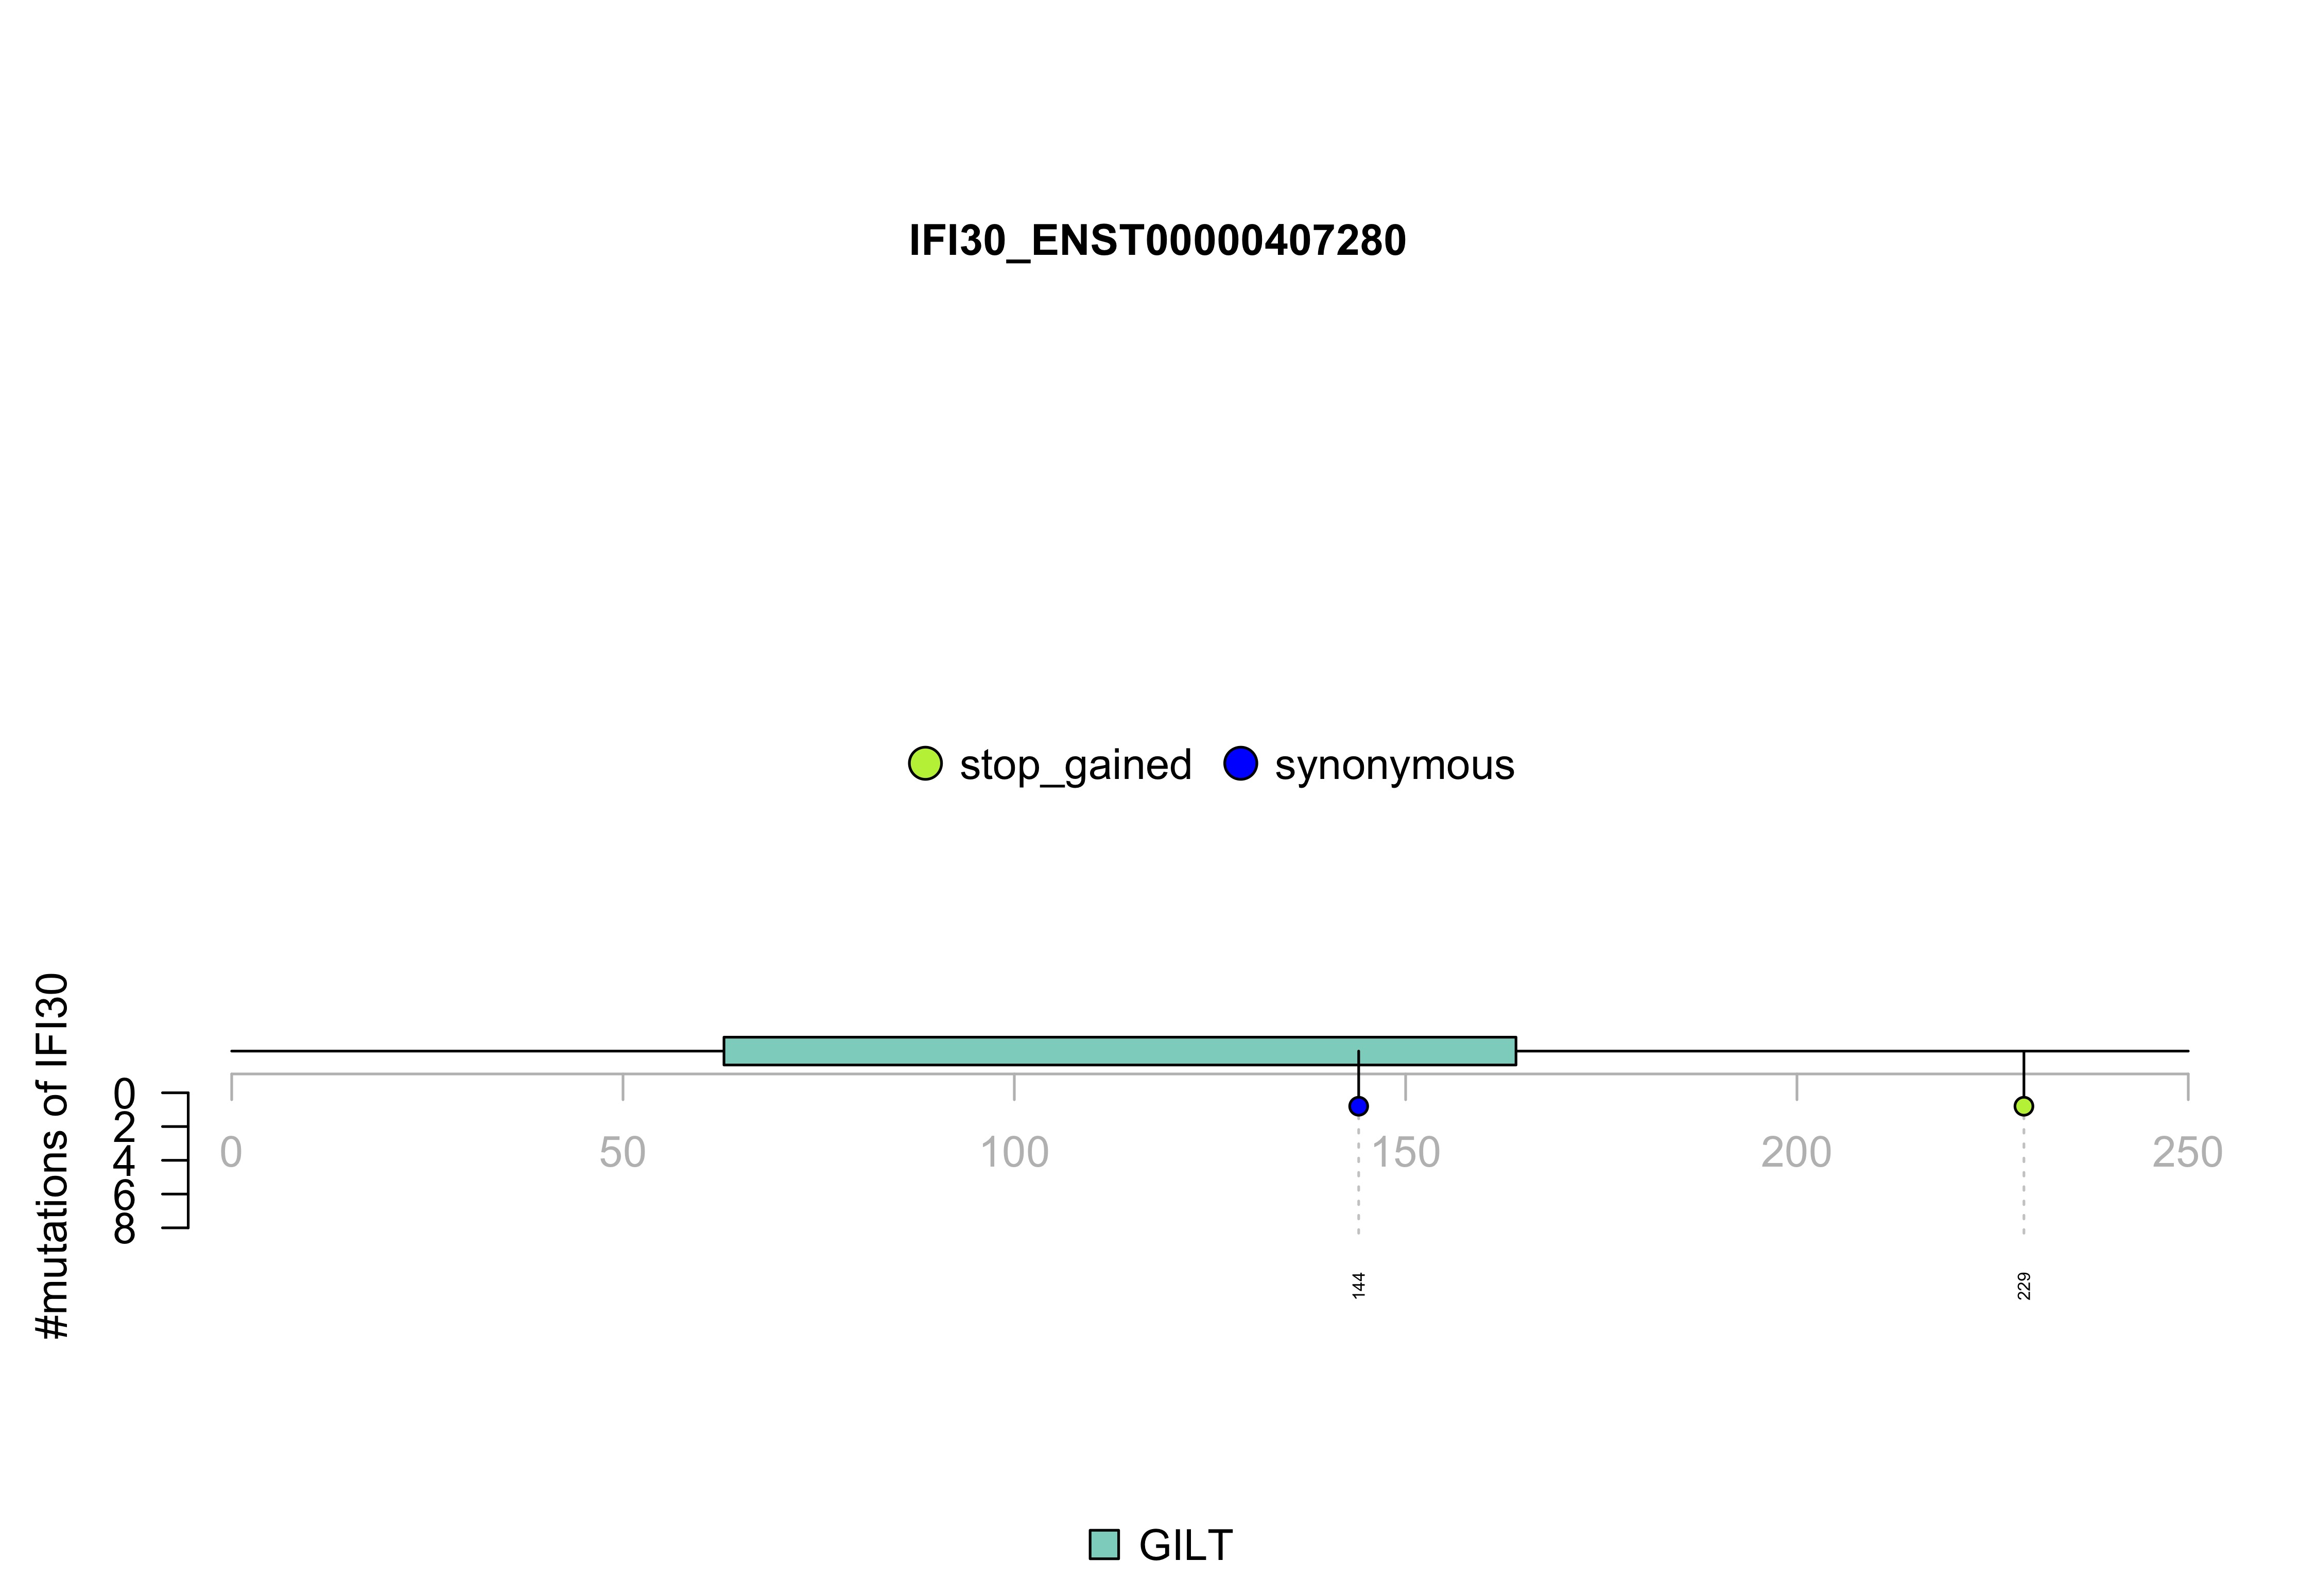 IFI30_ENST00000407280
stop_gained synonymous
#mutations of IFI30
0
2
4
6
8
0 50 100 150 200 250
144 229
GILT